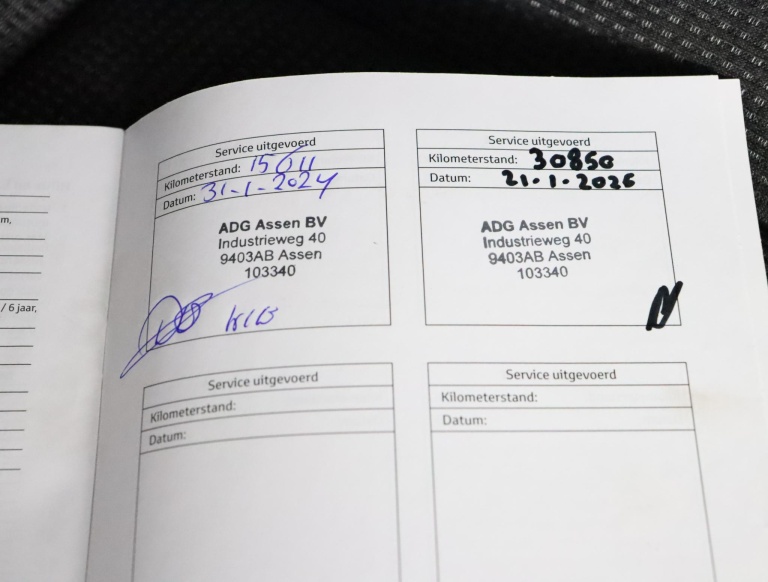 m,
/ 6 jaar,
Service uitgevoerd
Kilometerstand: 15011
Datum: 31-1-2024
ADG Assen BV
Industrieweg 40
9403AB Assen
103340
Service uitgevoerd
Kilometerstand: 30850
Datum: 21-1-2026
ADG Assen BV
Industrieweg 40
9403AB Assen
103340
Service uitgevoerd
Kilometerstand:
Datum:
Service uitgevoerd
Kilometerstand:
Datum: